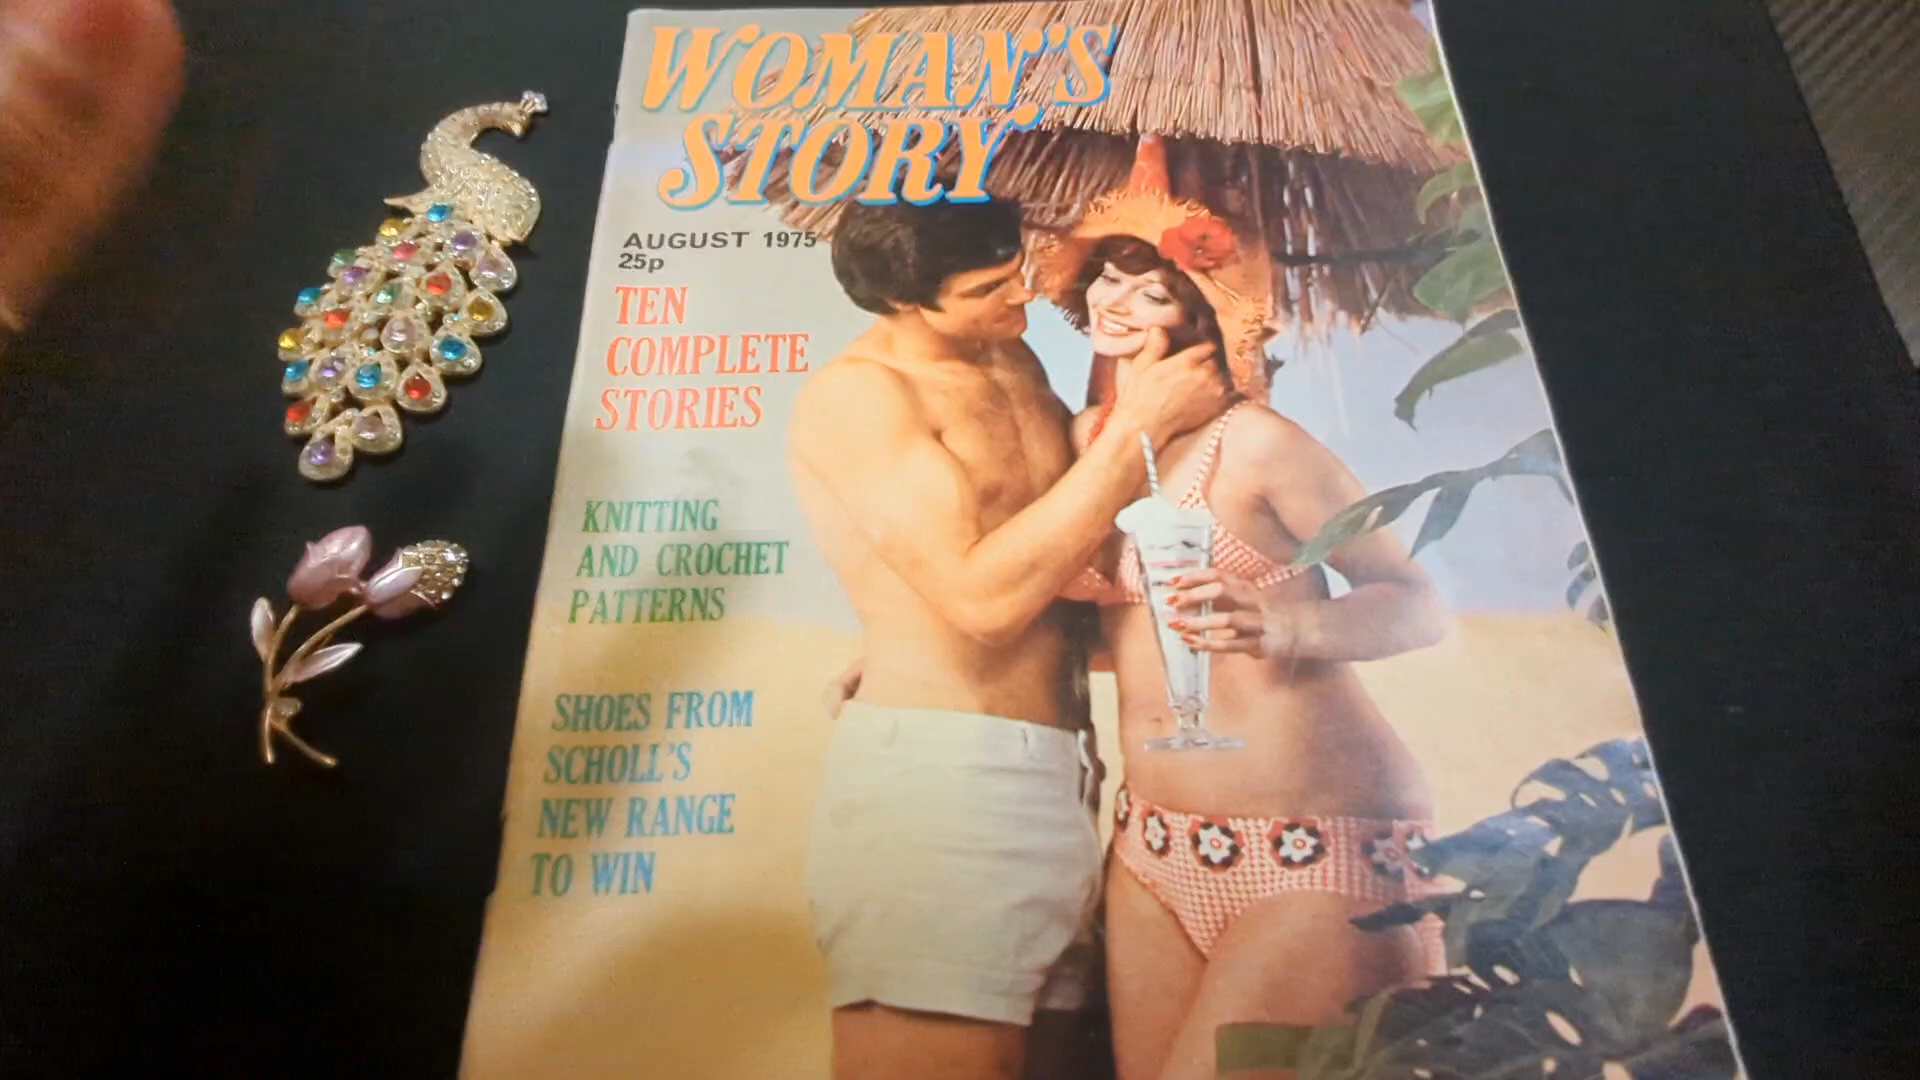 WOMAN'S
STORY
AUGUST 1975
25p
TEN
COMPLETE
STORIES
KNITTING
AND CROCHET
PATTERNS
SHOES FROM
SCHOLL'S
NEW RANGE
TO WIN